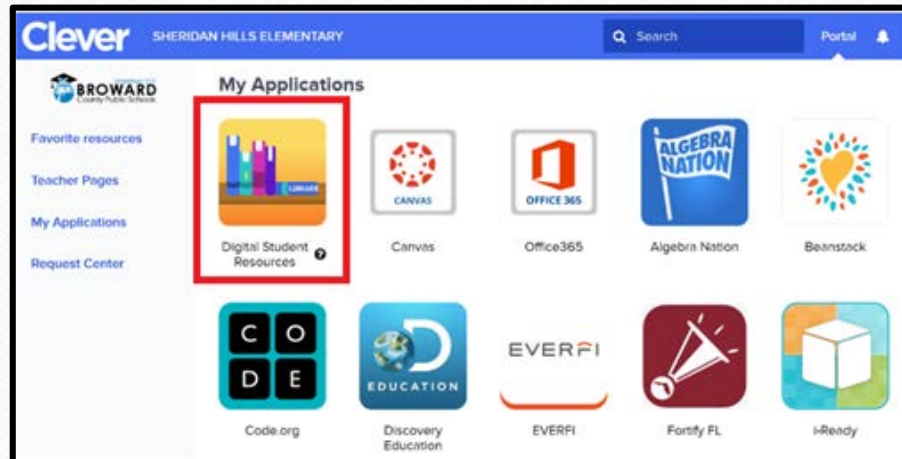 Clever SHERIDAN HILLS ELEMENTARY Search Portal
BROWARD
County Public Schools
Favorite resources
Teacher Pages
My Applications
Request Center
My Applications
LIBRARY
Digital Student
Resources ?
CANVAS
Canvas
OFFICE 365
Office365
ALGEBRA
NATION
Algebra Nation
Beanstack
C O
D E
Code.org
D
EDUCATION
Discovery
Education
EVERFI
EVERFI
Fortify FL
i-Ready